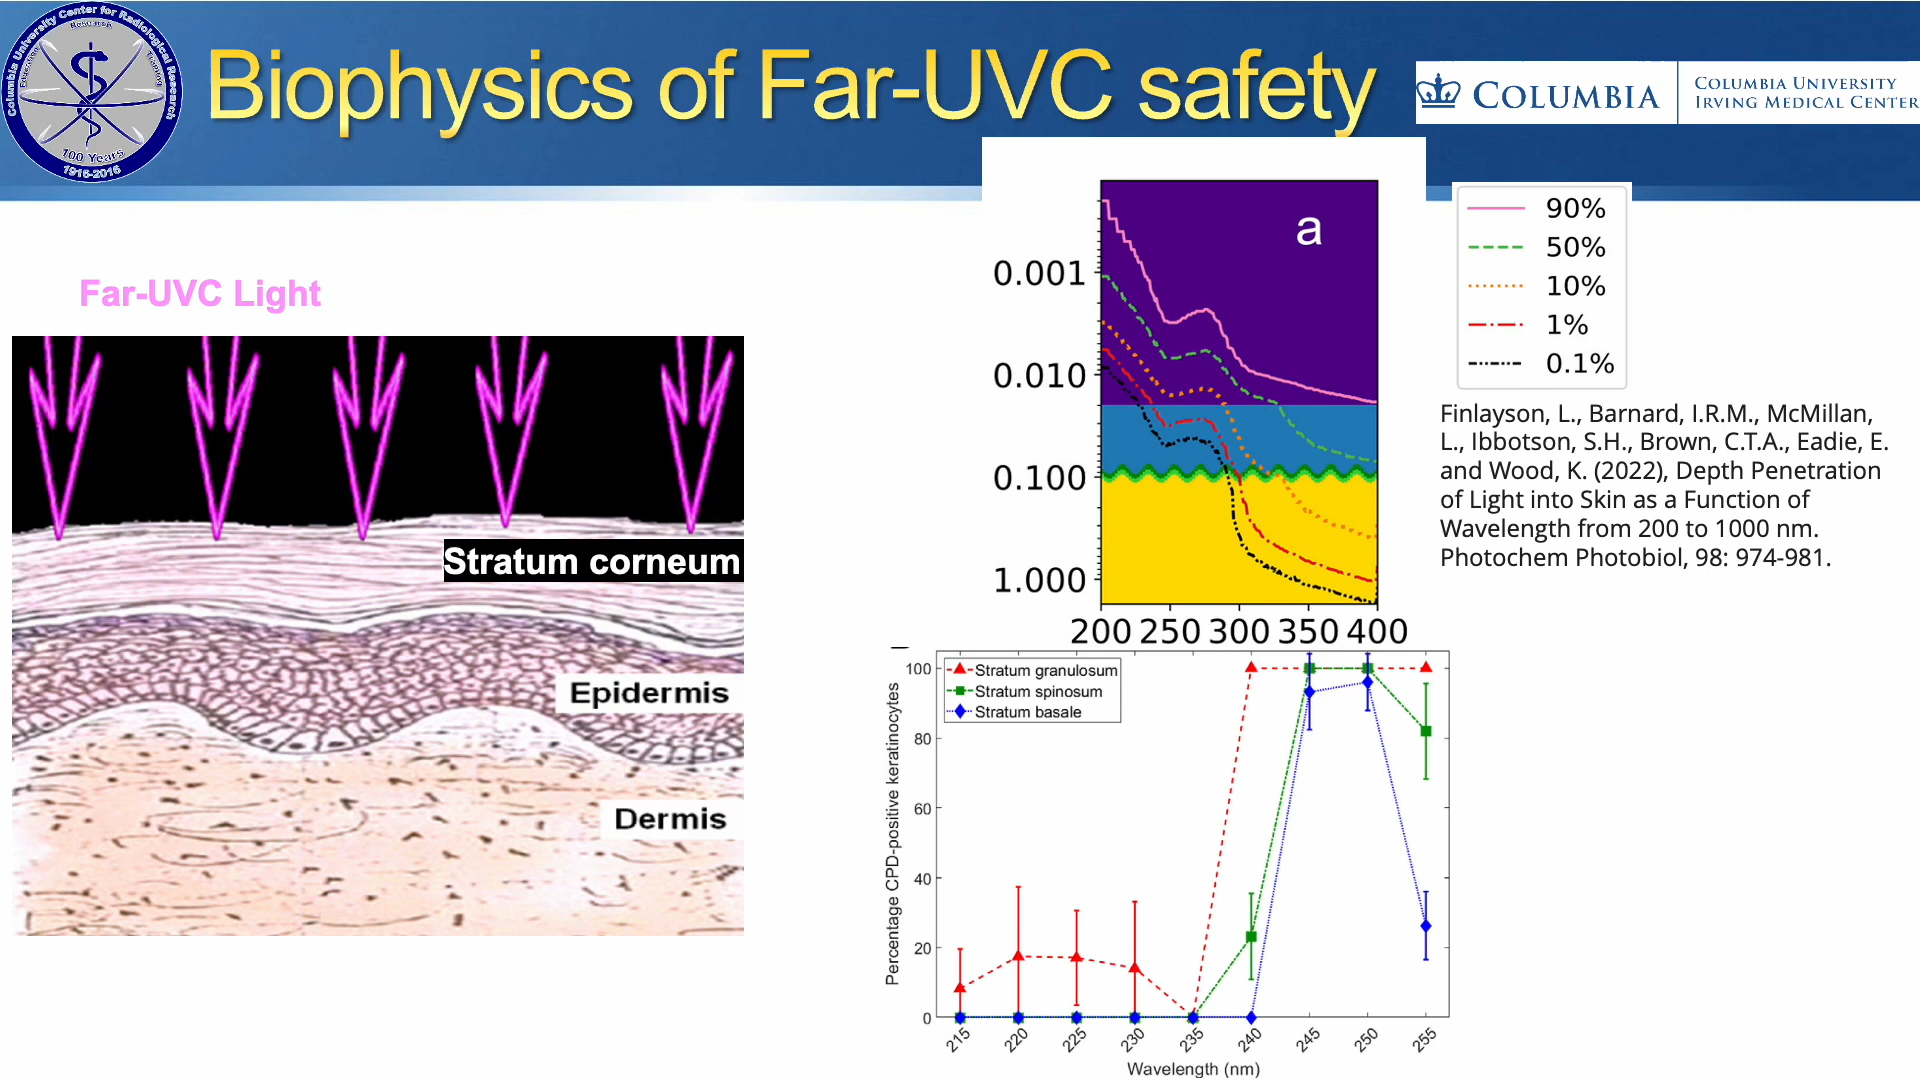 Columbia University Center for Radiological Research
Education
Research
Training
100 Years
1916-2016
Biophysics of Far-UVC safety
COLUMBIA
COLUMBIA UNIVERSITY
IRVING MEDICAL CENTER
Far-UVC Light
Stratum corneum
Epidermis
Dermis
a
0.001
0.010
0.100
1.000
200 250 300 350 400
90%
50%
10%
1%
0.1%
Finlayson, L., Barnard, I.R.M., McMillan,
L., Ibbotson, S.H., Brown, C.T.A., Eadie, E.
and Wood, K. (2022), Depth Penetration
of Light into Skin as a Function of
Wavelength from 200 to 1000 nm.
Photochem Photobiol, 98: 974-981.
Stratum granulosum
Stratum spinosum
Stratum basale
Percentage CPD-positive keratinocytes
100
80
60
40
20
0
215 220 225 230 235 240 245 250 255
Wavelength (nm)